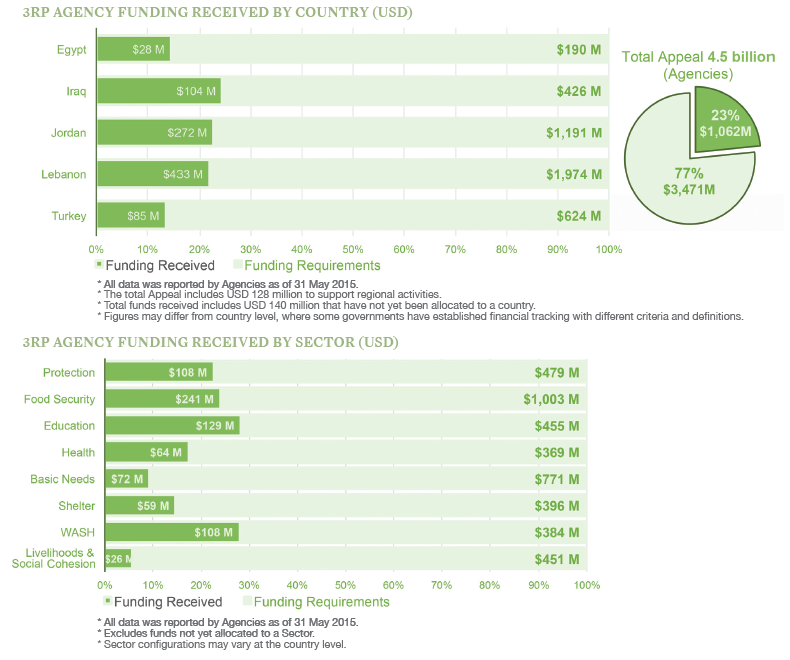 3RP AGENCY FUNDING RECEIVED BY COUNTRY (USD)
Egypt $28 M $190 M
Iraq $104 M $426 M
Jordan $272 M $1,191 M
Lebanon $433 M $1,974 M
Turkey $85 M $624 M
0% 10% 20% 30% 40% 50% 60% 70% 80% 90% 100%
Funding Received Funding Requirements
Total Appeal 4.5 billion
(Agencies)
23%
$1,062M
77%
$3,471M
* All data was reported by Agencies as of 31 May 2015.
* The total Appeal includes USD 128 million to support regional activities.
* Total funds received includes USD 140 million that have not yet been allocated to a country.
* Figures may differ from country level, where some governments have established financial tracking with different criteria and definitions.
3RP AGENCY FUNDING RECEIVED BY SECTOR (USD)
Protection $108 M $479 M
Food Security $241 M $1,003 M
Education $129 M $455 M
Health $64 M $369 M
Basic Needs $72 M $771 M
Shelter $59 M $396 M
WASH $108 M $384 M
Livelihoods &
Social Cohesion $26 M $451 M
0% 10% 20% 30% 40% 50% 60% 70% 80% 90% 100%
Funding Received Funding Requirements
* All data was reported by Agencies as of 31 May 2015.
* Excludes funds not yet allocated to a Sector.
* Sector configurations may vary at the country level.